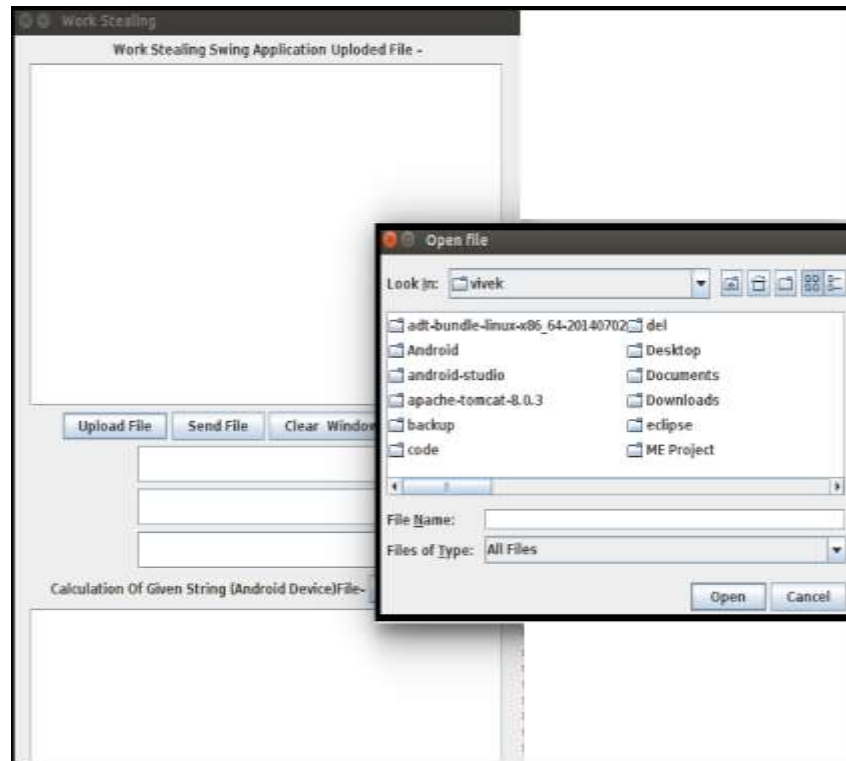 Work Stealing
Work Stealing Swing Application Uploded File -
Upload File
Send File
Clear Window
Calculation Of Given String (Android Device)File-
Open file
Look In:
vivek
adt-bundle-linux-x86_64-20140702
del
Android
Desktop
android-studio
Documents
apache-tomcat-8.0.3
Downloads
backup
eclipse
code
ME Project
File Name:
Files of Type:
All Files
Open
Cancel